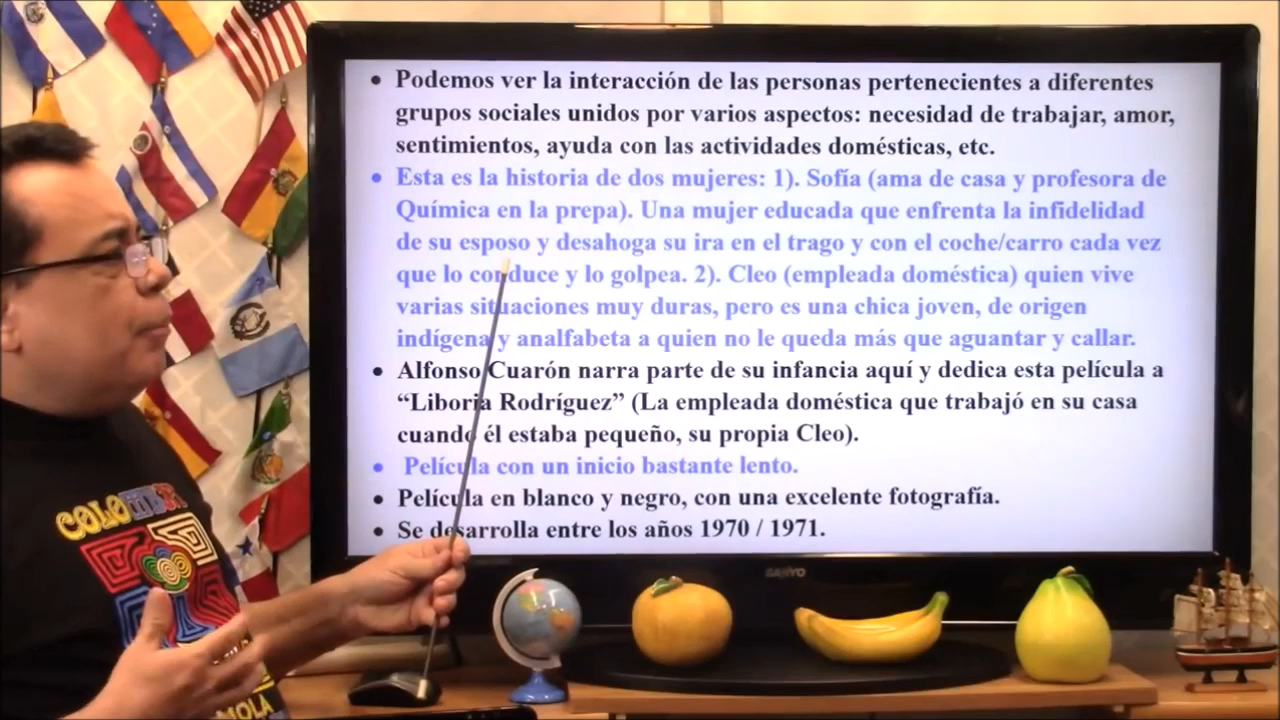 • Podemos ver la interacción de las personas pertenecientes a diferentes
grupos sociales unidos por varios aspectos: necesidad de trabajar, amor,
sentimientos, ayuda con las actividades domésticas, etc.
• Esta es la historia de dos mujeres: 1). Sofía (ama de casa y profesora de
Química en la prepa). Una mujer educada que enfrenta la infidelidad
de su esposo y desahoga su ira en el trago y con el coche/carro cada vez
que lo conduce y lo golpea. 2). Cleo (empleada doméstica) quien vive
varias situaciones muy duras, pero es una chica joven, de origen
indígena y analfabeta a quien no le queda más que aguantar y callar.
• Alfonso Cuarón narra parte de su infancia aquí y dedica esta película a
“Liboria Rodríguez” (La empleada doméstica que trabajó en su casa
cuando él estaba pequeño, su propia Cleo).
• Película con un inicio bastante lento.
• Película en blanco y negro, con una excelente fotografía.
• Se desarrolla entre los años 1970 / 1971.
SANYO
COLOMBIA